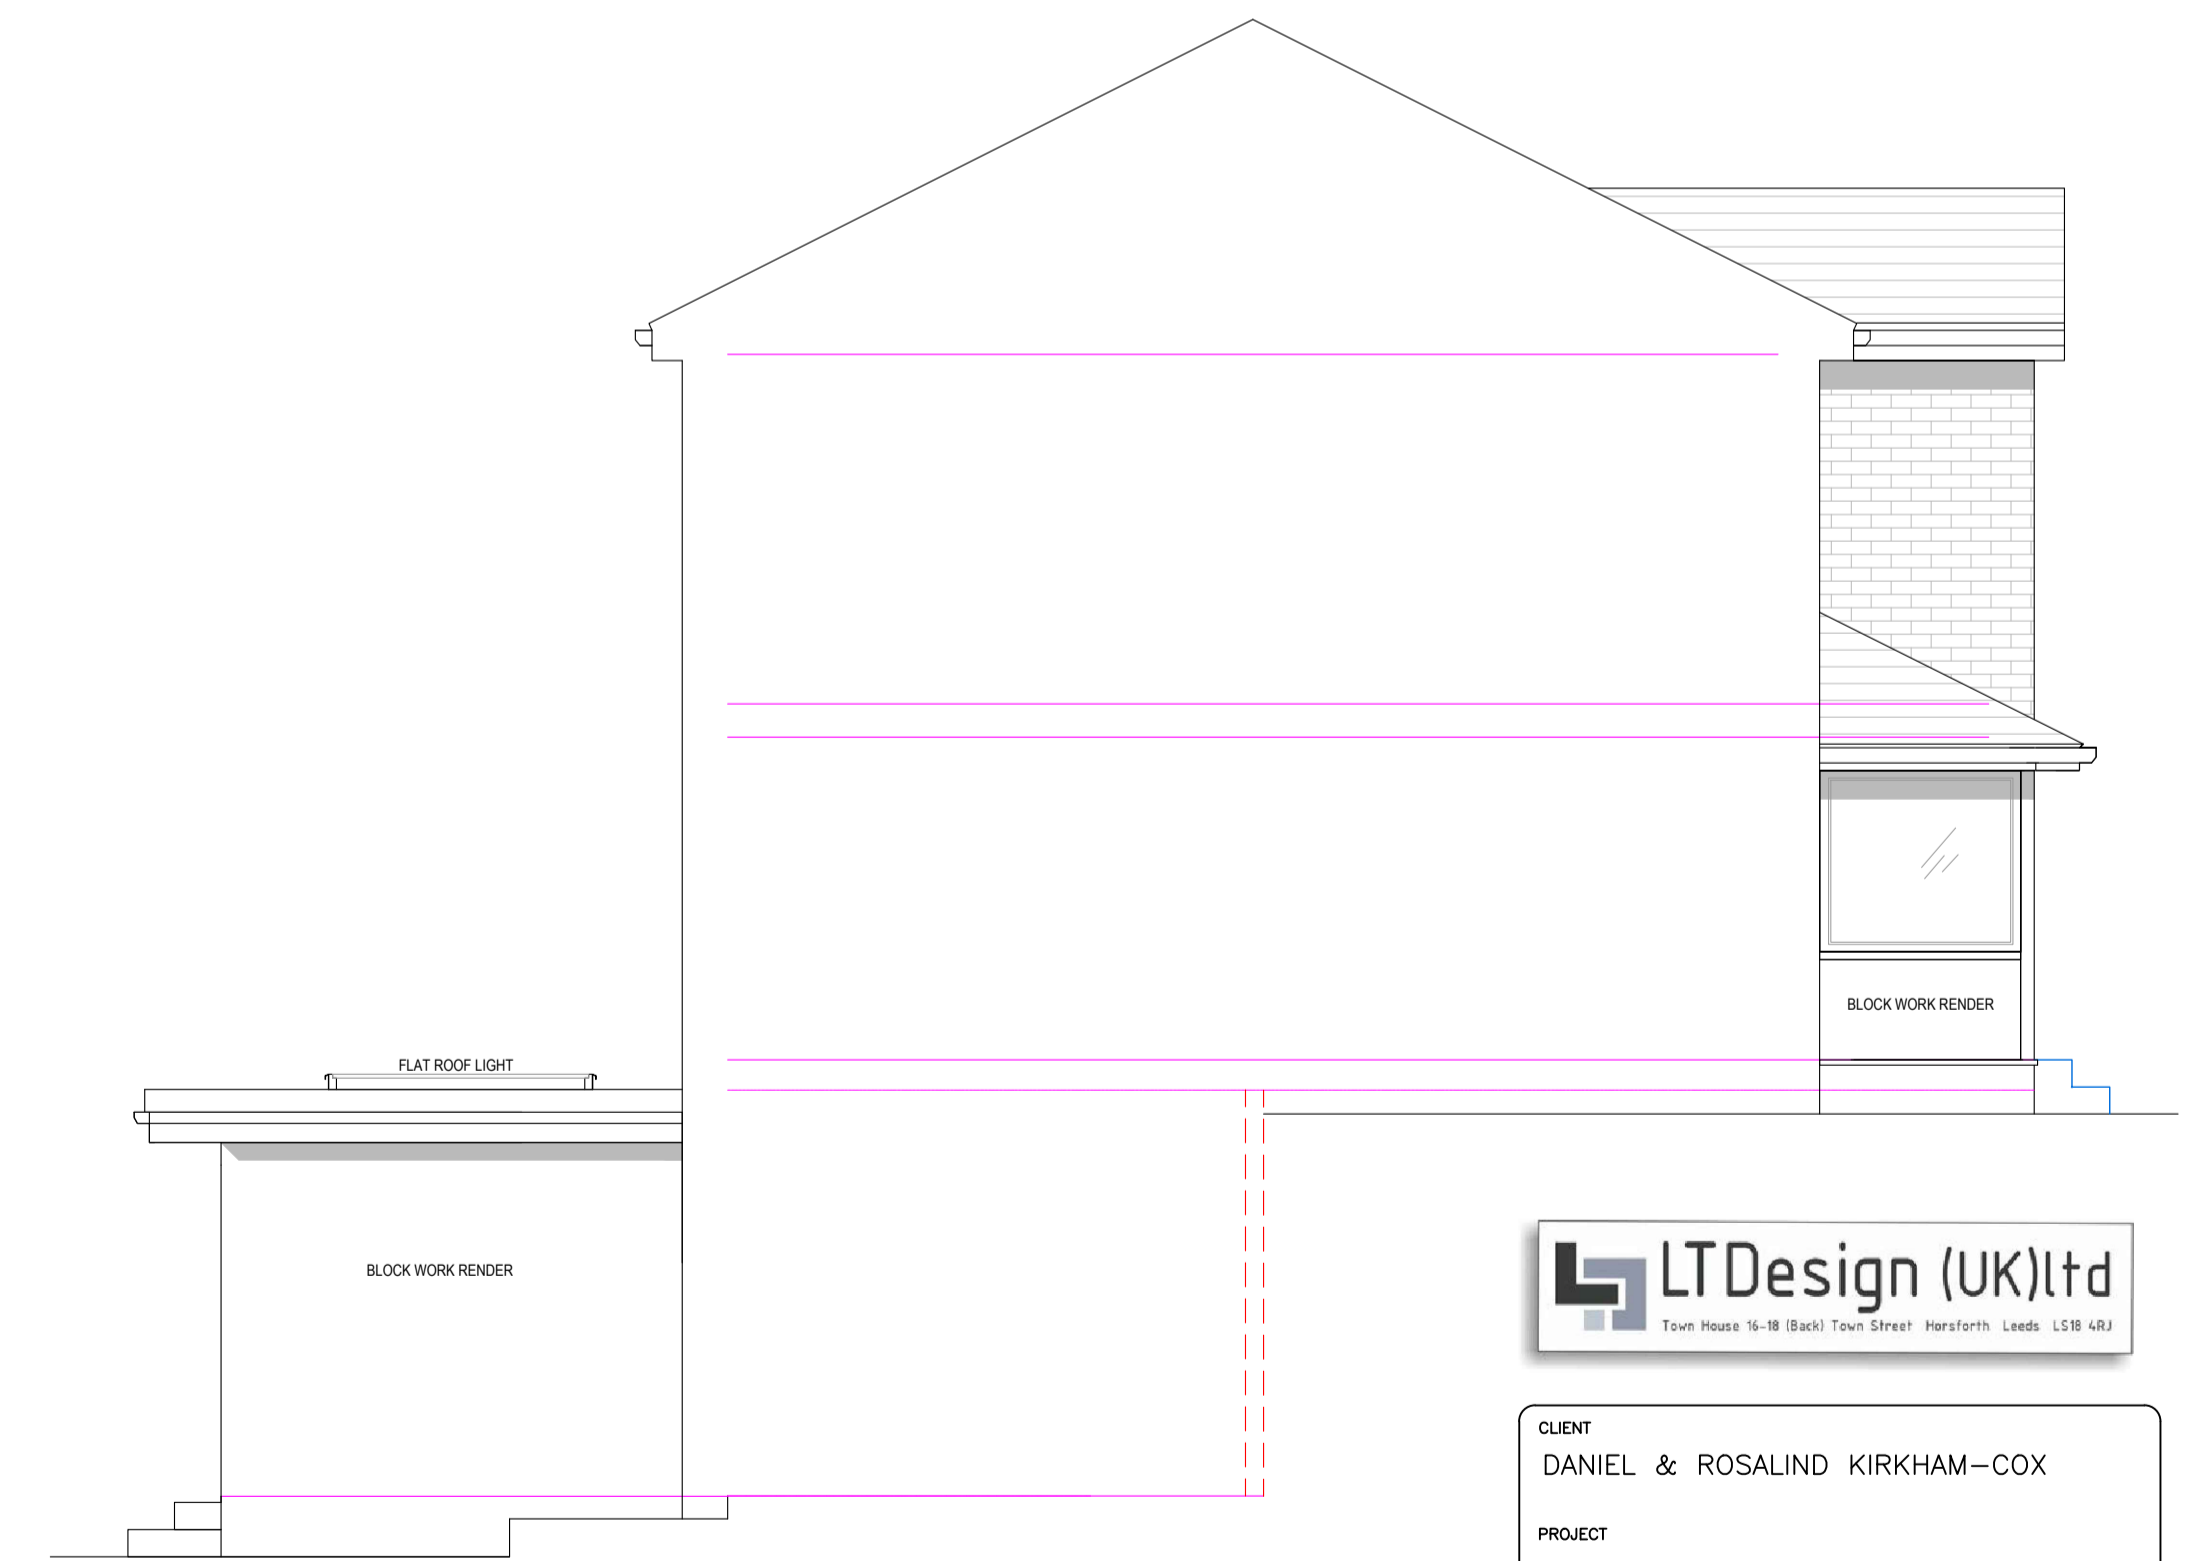 FLAT ROOF LIGHT
BLOCK WORK RENDER
BLOCK WORK RENDER
LTDesign (UK)ltd
Town House 16-18 (Back) Town Street Horsforth Leeds LS18 4RJ
CLIENT
DANIEL & ROSALIND KIRKHAM-COX
PROJECT